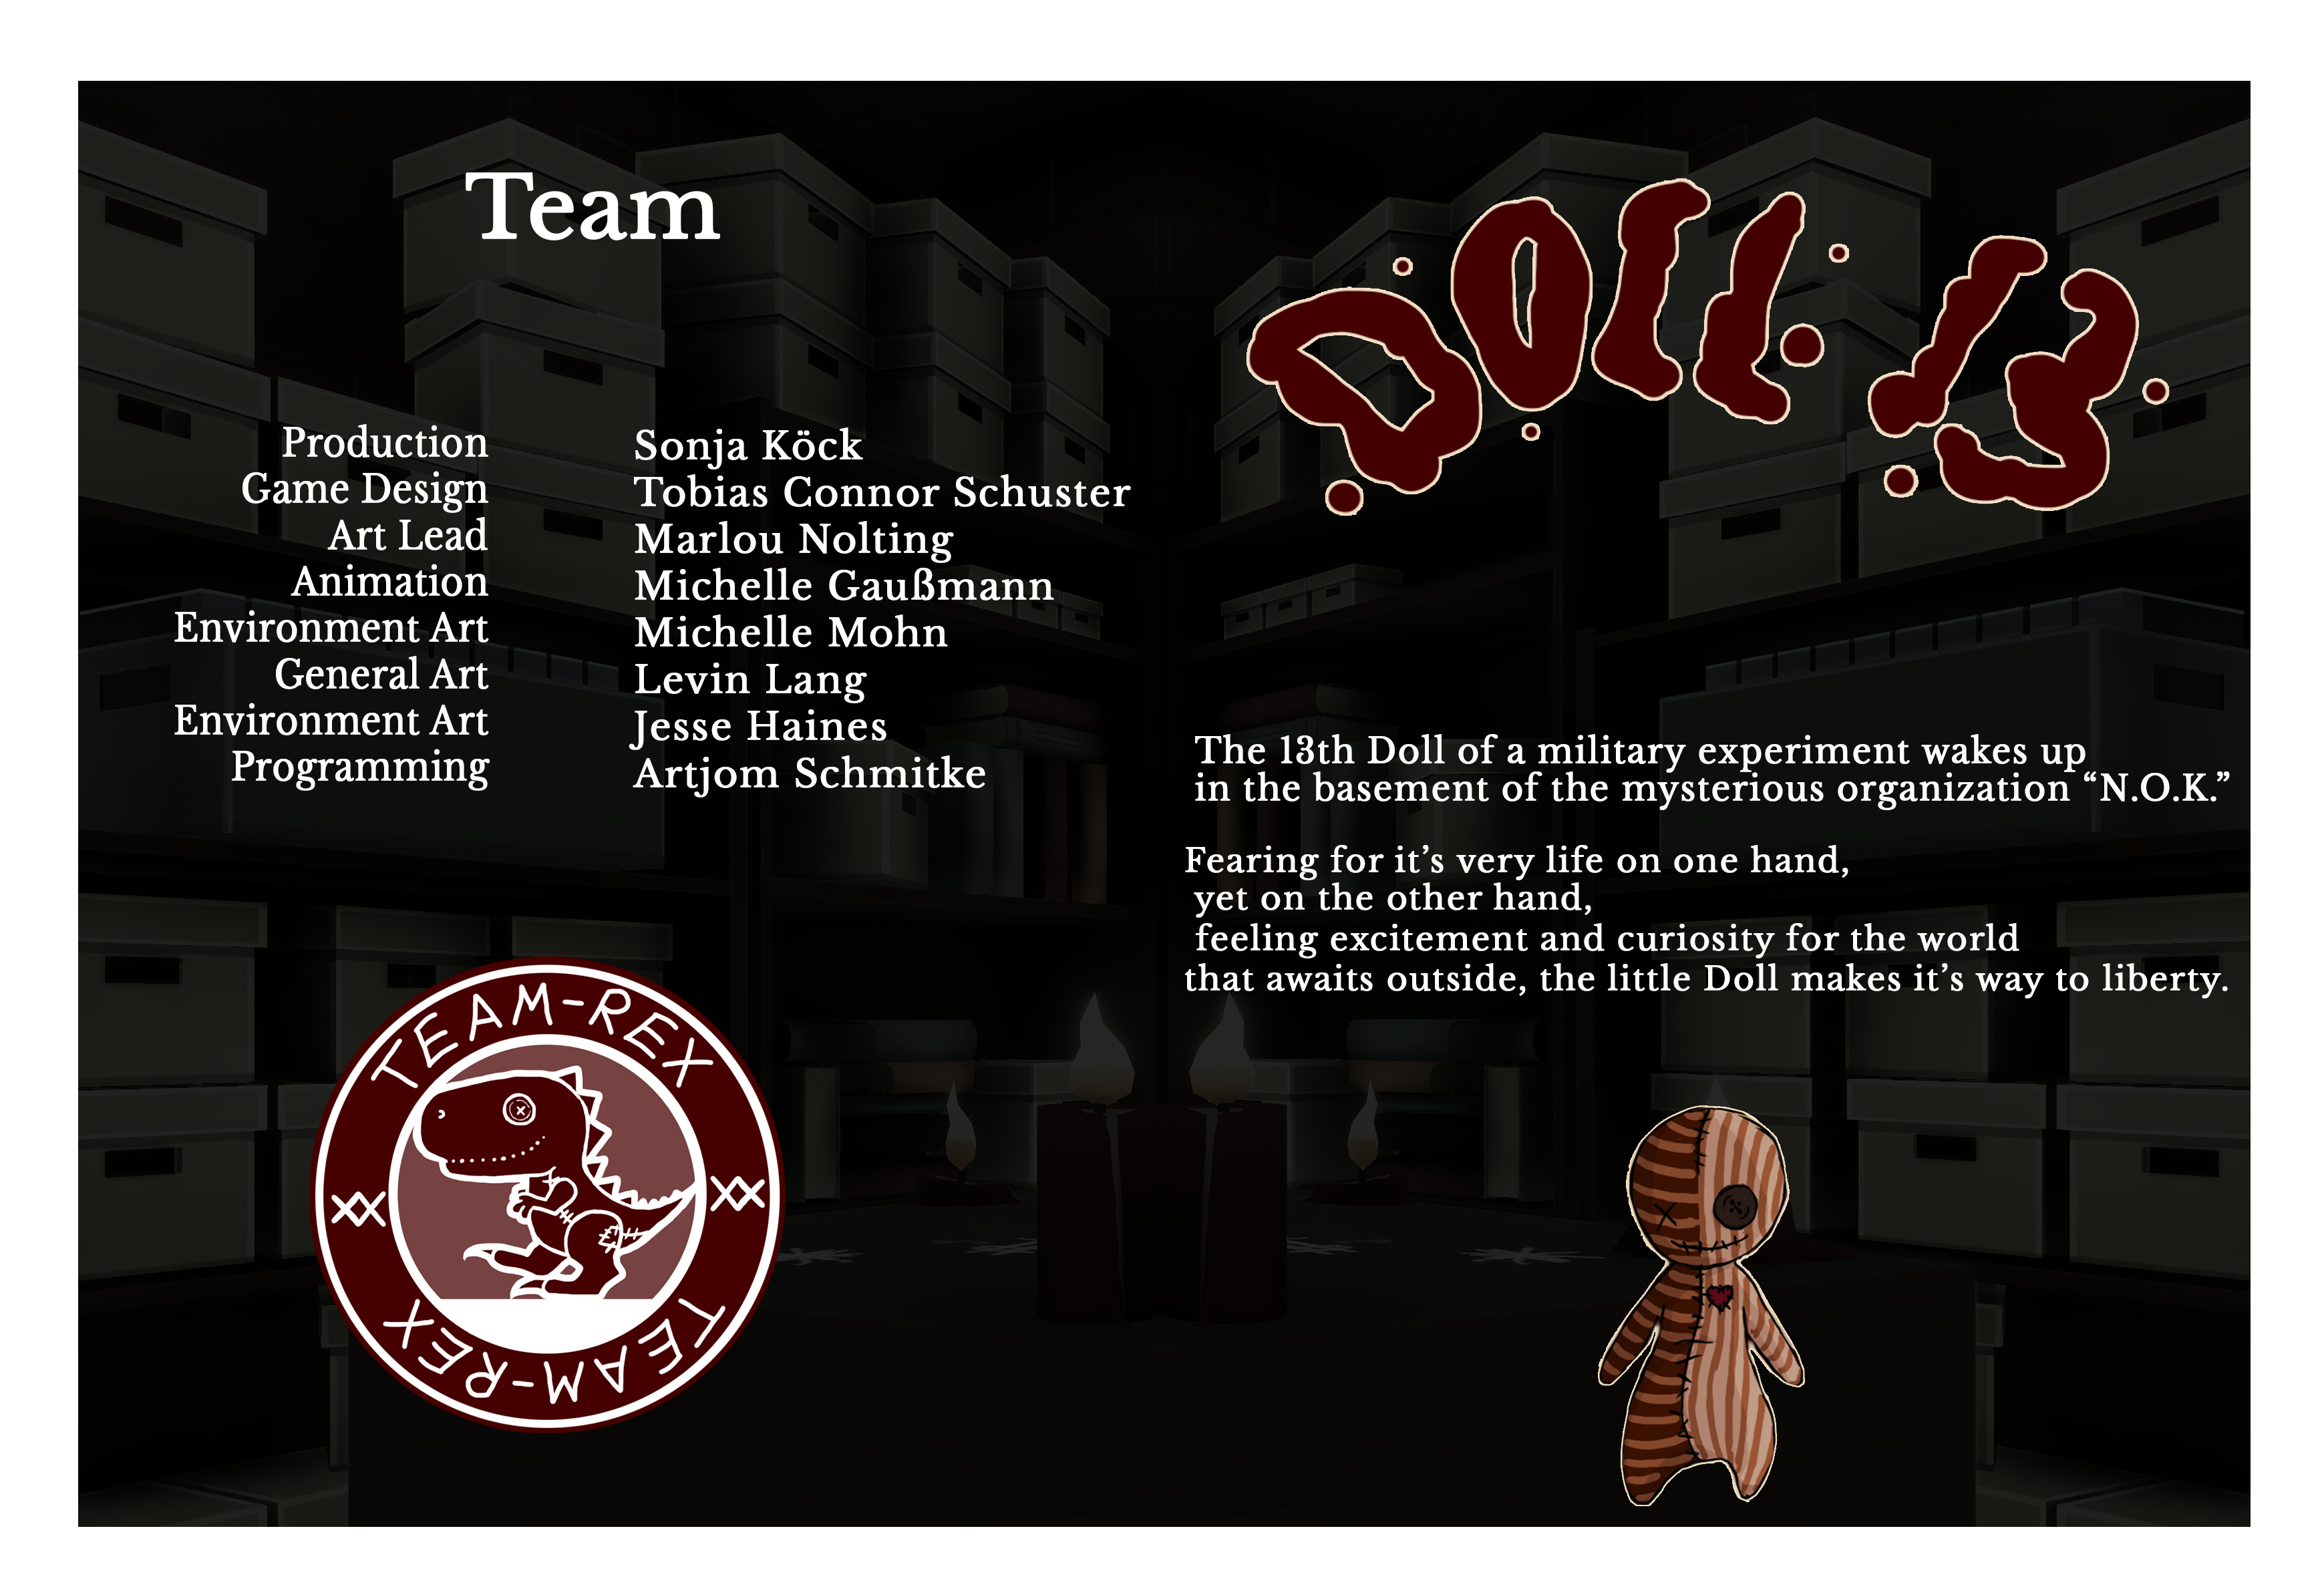 Team
Production Sonja Köck
Game Design Tobias Connor Schuster
Art Lead Marlou Nolting
Animation Michelle Gaußmann
Environment Art Michelle Mohn
General Art Levin Lang
Environment Art Jesse Haines
Programming Artjom Schmitke
TEAM-REX
TEAM-REX
DOLL 13
The 13th Doll of a military experiment wakes up
in the basement of the mysterious organization “N.O.K.”
Fearing for it’s very life on one hand,
yet on the other hand,
feeling excitement and curiosity for the world
that awaits outside, the little Doll makes it’s way to liberty.